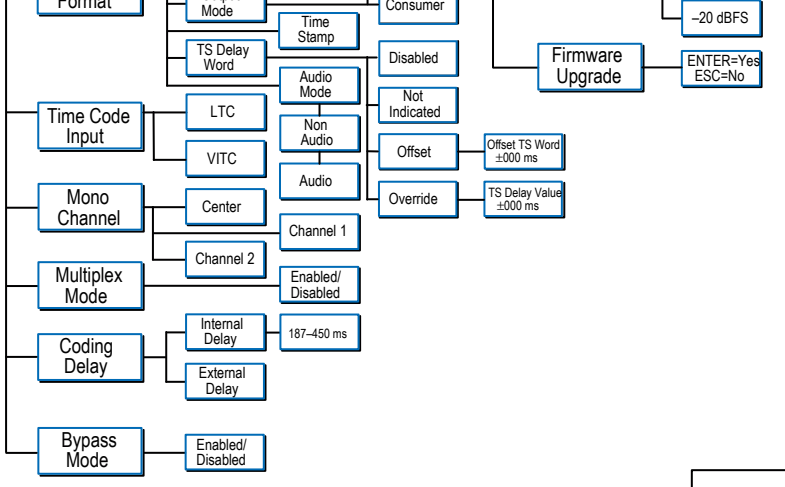 Format
Mode
Consumer
Time
Stamp
TS Delay
Word
Disabled
Audio
Mode
Not
Indicated
Non
Audio
Offset
Offset TS Word
±000 ms
Audio
Override
TS Delay Value
±000 ms
Time Code
Input
LTC
VITC
Mono
Channel
Center
Channel 1
Channel 2
Multiplex
Mode
Enabled/
Disabled
Coding
Delay
Internal
Delay
187–450 ms
External
Delay
Bypass
Mode
Enabled/
Disabled
–20 dBFS
Firmware
Upgrade
ENTER=Yes
ESC=No